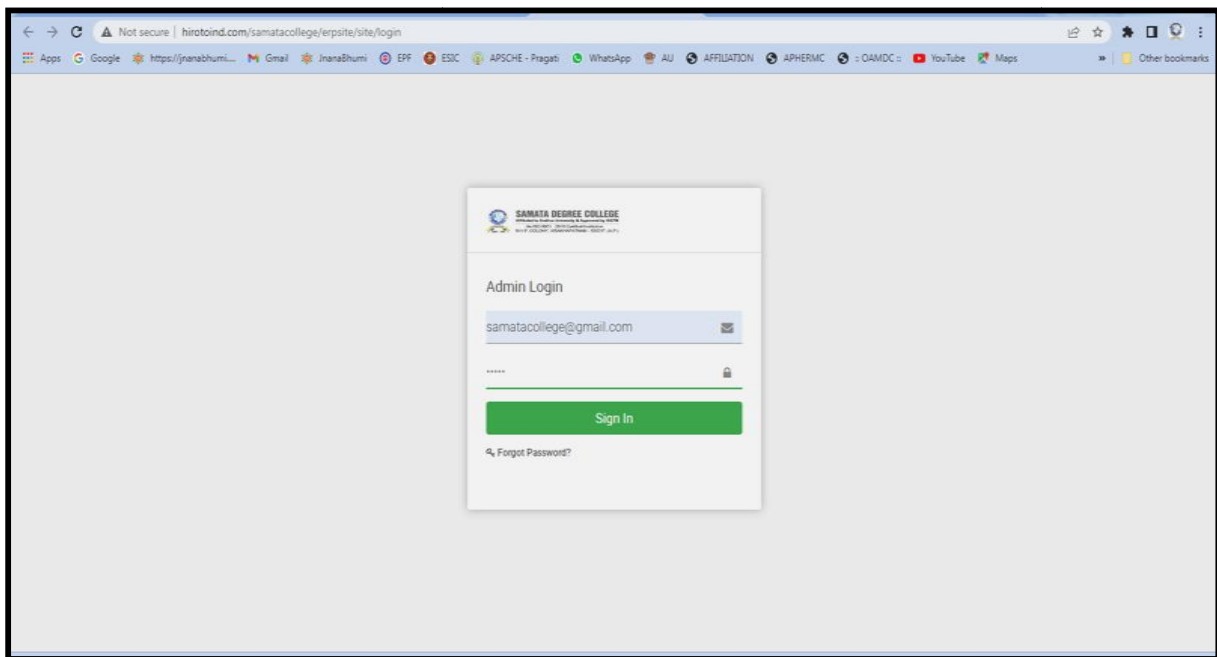 Not secure | hirotoind.com/samatacollege/erpsite/site/login
Apps Google https://jnanabhumi... Gmail JnanaBhumi EPF ESIC APSCHE - Pragati WhatsApp AU AFFILIATION APHERMC :: OAMDC :: YouTube Maps » Other bookmarks
SAMATA DEGREE COLLEGE
Admin Login
samatacollege@gmail.com
•••••
Sign In
Forgot Password?